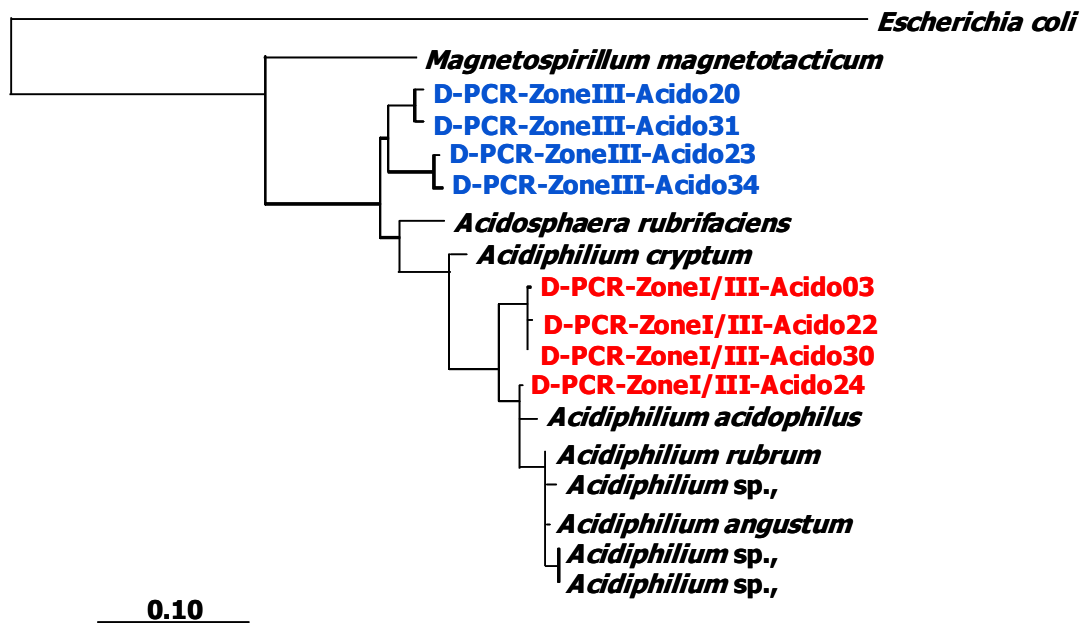 Escherichia coli
Magnetospirillum magnetotacticum
D-PCR-ZoneIII-Acido20
D-PCR-ZoneIII-Acido31
D-PCR-ZoneIII-Acido23
D-PCR-ZoneIII-Acido34
Acidosphaera rubrifaciens
Acidiphilium cryptum
D-PCR-ZoneI/III-Acido03
D-PCR-ZoneI/III-Acido22
D-PCR-ZoneI/III-Acido30
D-PCR-ZoneI/III-Acido24
Acidiphilium acidophilus
Acidiphilium rubrum
Acidiphilium sp.,
Acidiphilium angustum
Acidiphilium sp.,
Acidiphilium sp.,
0.10